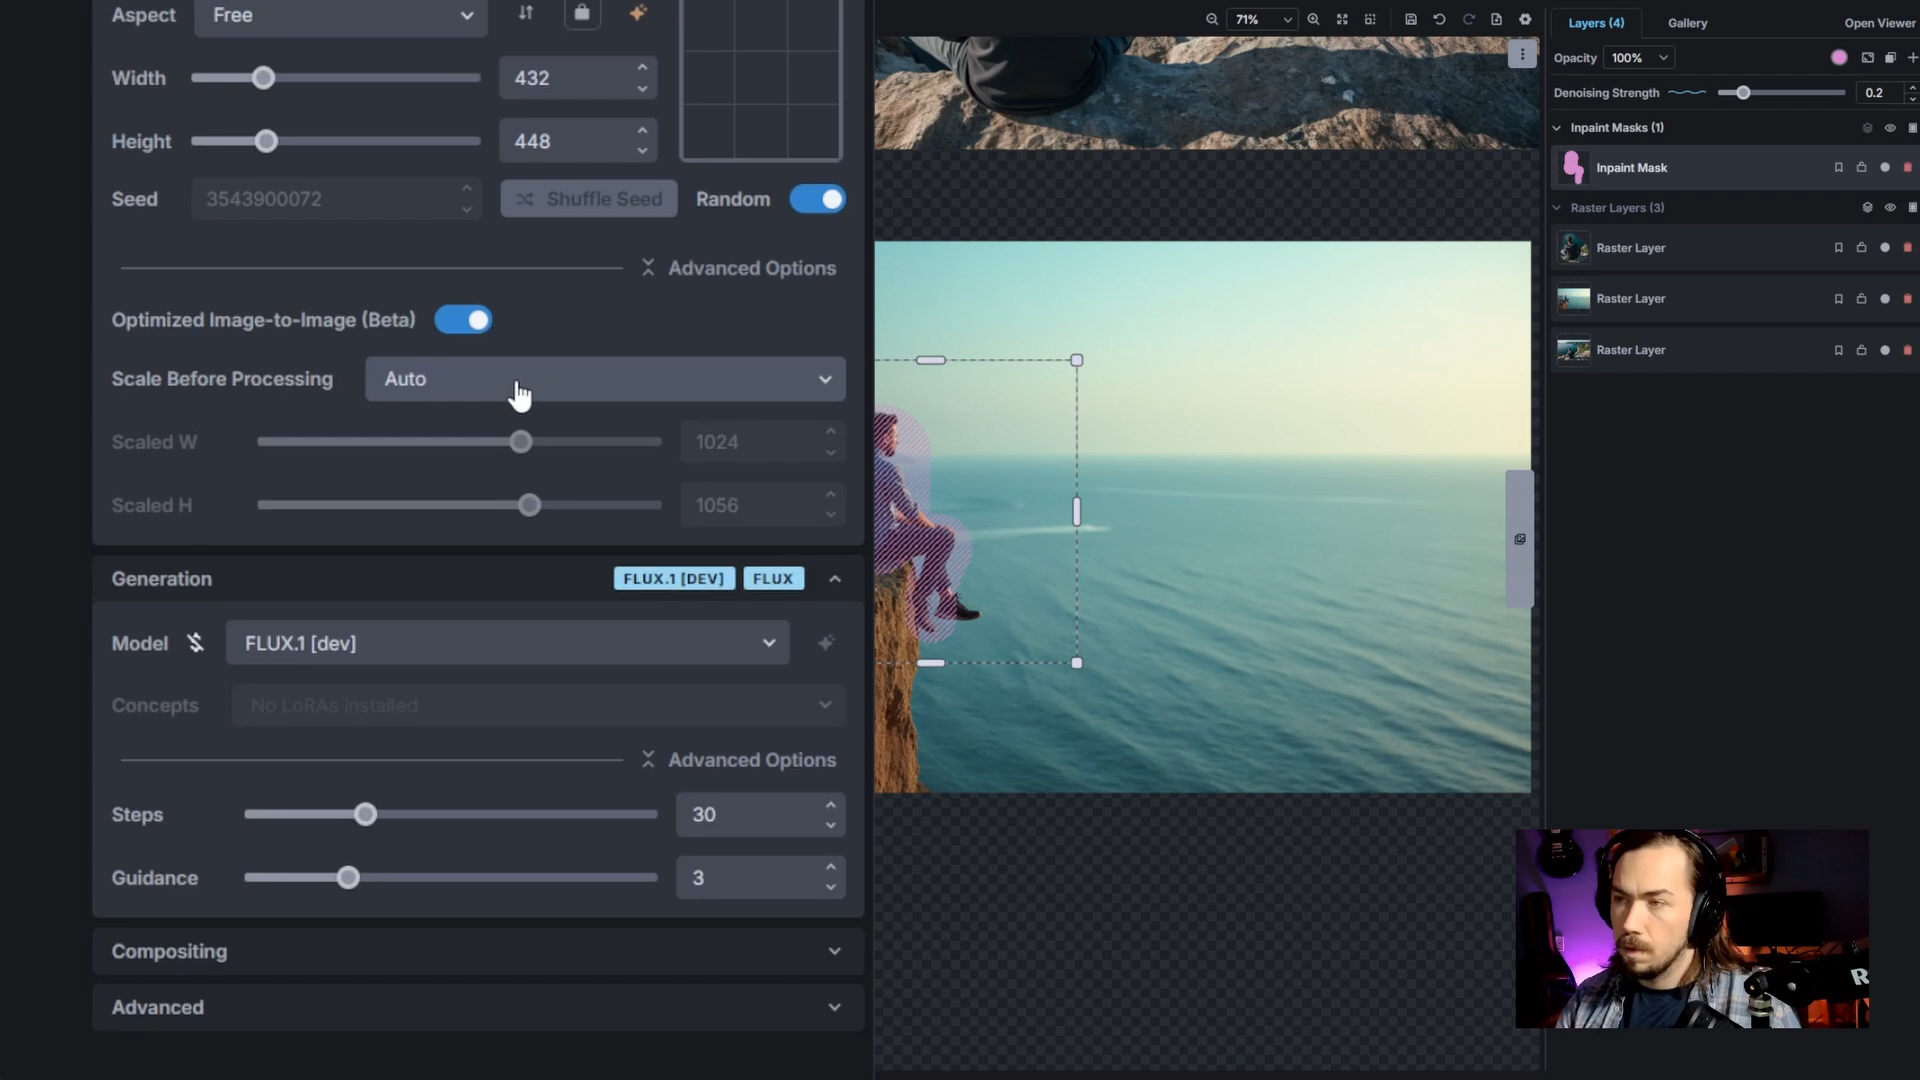 Aspect Free
Width 432
Height 448
Seed 3543900072 Shuffle Seed Random
Advanced Options
Optimized Image-to-Image (Beta)
Scale Before Processing Auto
Scaled W 1024
Scaled H 1056
Generation FLUX.1 [DEV] FLUX
Model FLUX.1 [dev]
Concepts No LoRAs Installed
Advanced Options
Steps 30
Guidance 3
Compositing
Advanced
71%
Layers (4) Gallery Open Viewer
Opacity 100%
Denoising Strength 0.2
Inpaint Masks (1)
Inpaint Mask
Raster Layers (3)
Raster Layer
Raster Layer
Raster Layer
R